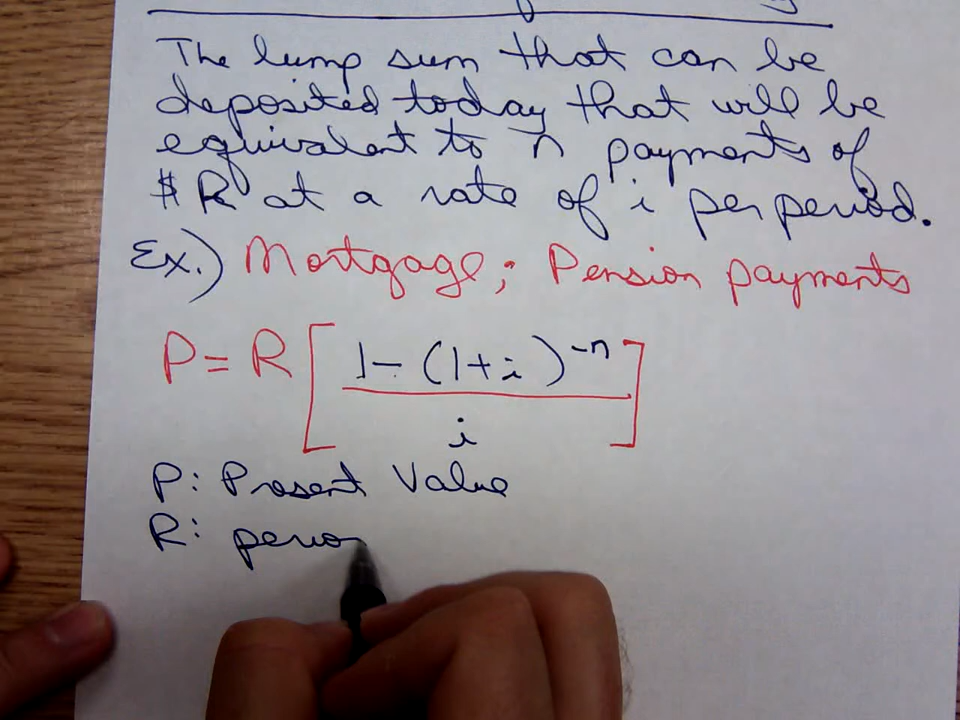 The lump sum that can be
deposited today that will be
equivalent to n payments of
$R at a rate of i per period.
Ex.) Mortgage; Pension payments
P = R [ 1 - (1+i)^-n / i ]
P: Present Value
R: perio